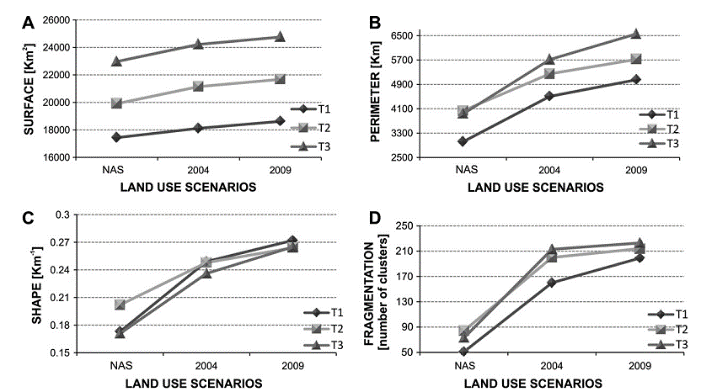 A
SURFACE [Km²]
26000
24000
22000
20000
18000
16000
NAS 2004 2009
LAND USE SCENARIOS
T1
T2
T3
B
PERIMETER [Km]
6500
5700
4900
4100
3300
2500
NAS 2004 2009
LAND USE SCENARIOS
T1
T2
T3
C
SHAPE [Km⁻¹]
0.3
0.27
0.24
0.21
0.18
0.15
NAS 2004 2009
LAND USE SCENARIOS
T1
T2
T3
D
FRAGMENTATION
[number of clusters]
250
210
170
130
90
50
NAS 2004 2009
LAND USE SCENARIOS
T1
T2
T3